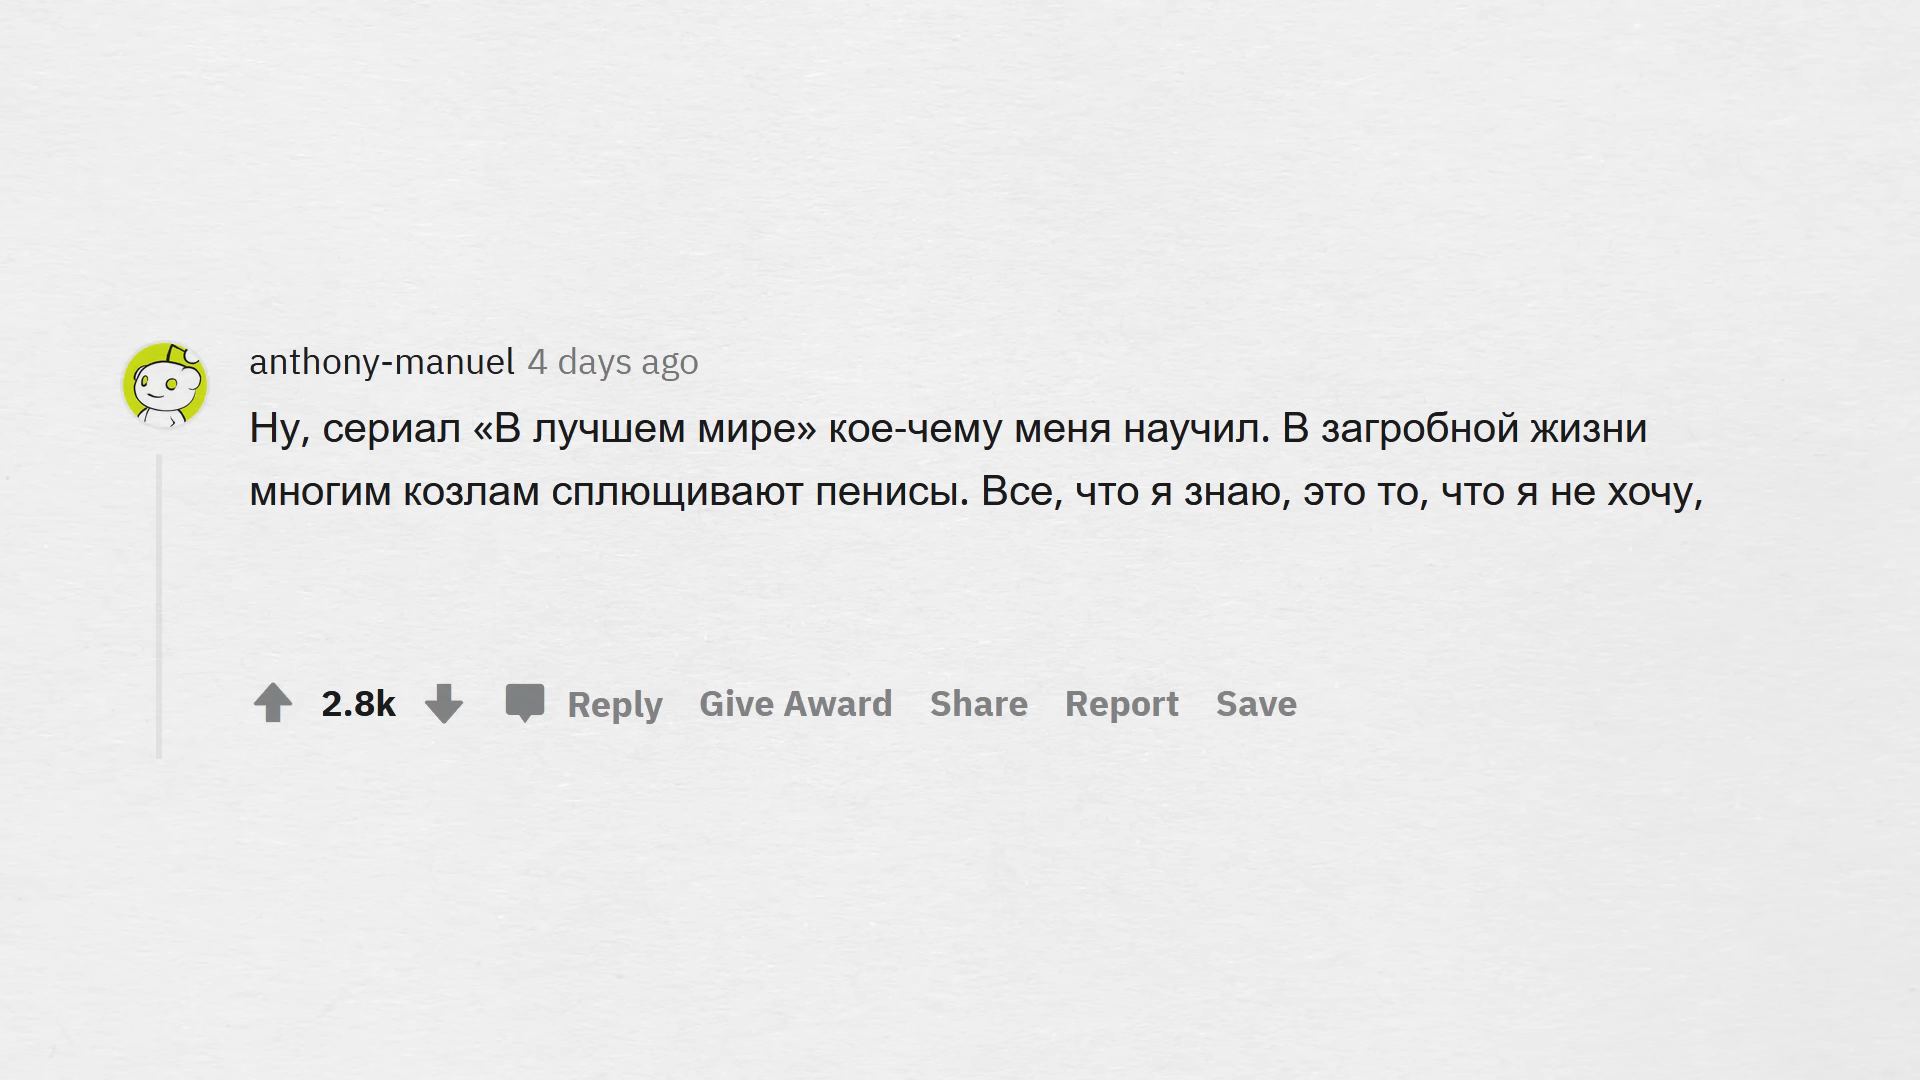 anthony-manuel 4 days ago
Ну, сериал «В лучшем мире» кое-чему меня научил. В загробной жизни
многим козлам сплющивают пенисы. Все, что я знаю, это то, что я не хочу,
2.8k Reply Give Award Share Report Save